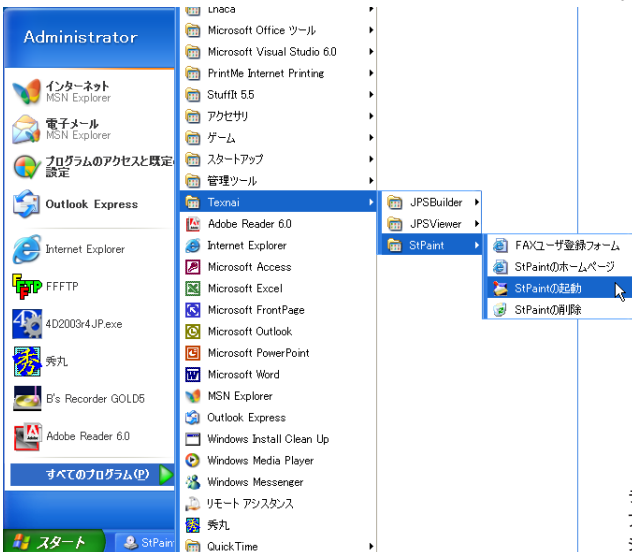 Administrator
インターネット
MSN Explorer
電子メール
MSN Explorer
プログラムのアクセスと既定の
設定
Outlook Express
Internet Explorer
FFFTP
4D2003r4JP.exe
秀丸
B's Recorder GOLD5
Adobe Reader 6.0
すべてのプログラム(P)
スタート
StPain
Lhaca
Microsoft Office ツール
Microsoft Visual Studio 6.0
PrintMe Internet Printing
StuffIt 5.5
アクセサリ
ゲーム
スタートアップ
管理ツール
Texnai
Adobe Reader 6.0
Internet Explorer
Microsoft Access
Microsoft Excel
Microsoft FrontPage
Microsoft Outlook
Microsoft PowerPoint
Microsoft Word
MSN Explorer
Outlook Express
Windows Install Clean Up
Windows Media Player
Windows Messenger
リモート アシスタンス
秀丸
QuickTime
JPSBuilder
JPSViewer
StPaint
FAXユーザ登録フォーム
StPaintのホームページ
StPaintの起動
StPaintの削除